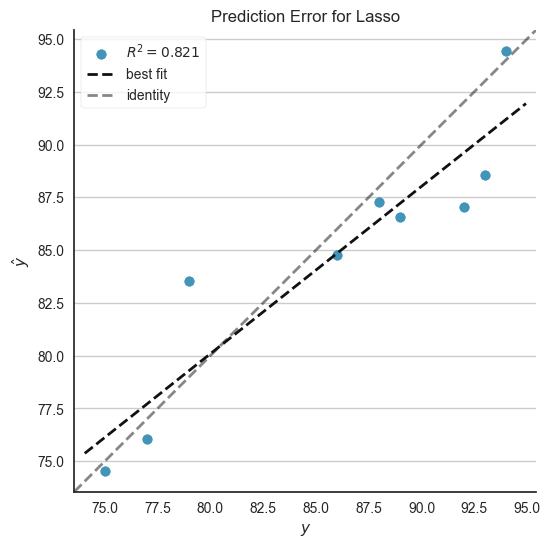 Prediction Error for Lasso
R² = 0.821
best fit
identity
95.0
92.5
90.0
87.5
85.0
82.5
80.0
77.5
75.0
ŷ
75.0 77.5 80.0 82.5 85.0 87.5 90.0 92.5 95.0
y